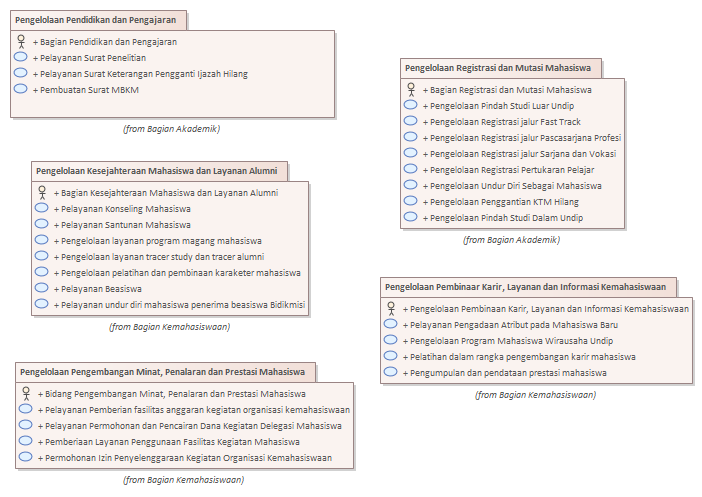 Pengelolaan Pendidikan dan Pengajaran
+ Bagian Pendidikan dan Pengajaran
+ Pelayanan Surat Penelitian
+ Pelayanan Surat Keterangan Pengganti Ijazah Hilang
+ Pembuatan Surat MBKM
(from Bagian Akademik)
Pengelolaan Registrasi dan Mutasi Mahasiswa
+ Bagian Registrasi dan Mutasi Mahasiswa
+ Pengelolaan Pindah Studi Luar Undip
+ Pengelolaan Registrasi jalur Fast Track
+ Pengelolaan Registrasi jalur Pascasarjana Profesi
+ Pengelolaan Registrasi jalur Sarjana dan Vokasi
+ Pengelolaan Registrasi Pertukaran Pelajar
+ Pengelolaan Undur Diri Sebagai Mahasiswa
+ Pengelolaan Penggantian KTM Hilang
+ Pengelolaan Pindah Studi Dalam Undip
(from Bagian Akademik)
Pengelolaan Kesejahteraan Mahasiswa dan Layanan Alumni
+ Bagian Kesejahteraan Mahasiswa dan Layanan Alumni
+ Pelayanan Konseling Mahasiswa
+ Pelayanan Santunan Mahasiswa
+ Pengelolaan layanan program magang mahasiswa
+ Pengelolaan layanan tracer study dan tracer alumni
+ Pengelolaan pelatihan dan pembinaan karaketer mahasiswa
+ Pelayanan Beasiswa
+ Pelayanan undur diri mahasiswa penerima beasiswa Bidikmisi
(from Bagian Kemahasiswaan)
Pengelolaan Pembinaar Karir, Layanan dan Informasi Kemahasiswaan
+ Pengelolaan Pembinaan Karir, Layanan dan Informasi Kemahasiswaan
+ Pelayanan Pengadaan Atribut pada Mahasiswa Baru
+ Pengelolaan Program Mahasiswa Wirausaha Undip
+ Pelatihan dalam rangka pengembangan karir mahasiswa
+ Pengumpulan dan pendataan prestasi mahasiswa
(from Bagian Kemahasiswaan)
Pengelolaan Pengembangan Minat, Penalaran dan Prestasi Mahasiswa
+ Bidang Pengembangan Minat, Penalaran dan Prestasi Mahasiswa
+ Pelayanan Pemberian fasilitas anggaran kegiatan organisasi kemahasiswaan
+ Pelayanan Permohonan dan Pencairan Dana Kegiatan Delegasi Mahasiswa
+ Pemberiaan Layanan Penggunaan Fasilitas Kegiatan Mahasiswa
+ Permohonan Izin Penyelenggaraan Kegiatan Organisasi Kemahasiswaan
(from Bagian Kemahasiswaan)